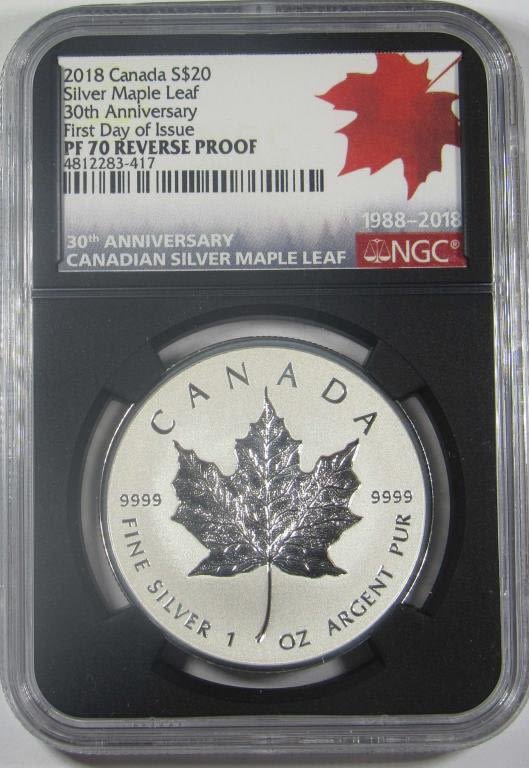 2018 Canada S$20
Silver Maple Leaf
30th Anniversary
First Day of Issue
PF 70 REVERSE PROOF
4812283-417
1988-2018
30th ANNIVERSARY
CANADIAN SILVER MAPLE LEAF
NGC®
CANADA
9999
9999
FINE SILVER 1 OZ ARGENT PUR